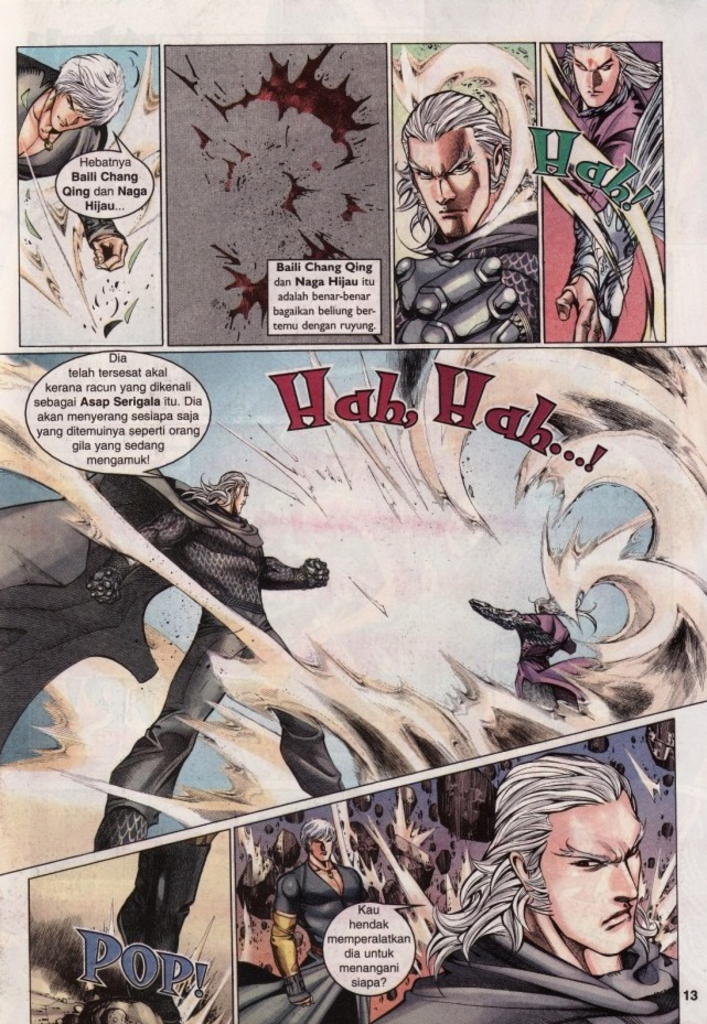 Hebatnya
Baili Chang
Qing dan Naga
Hijau...
Baili Chang Qing
dan Naga Hijau itu
adalah benar-benar
bagaikan beliung ber-
temu dengan ruyung.
Hah!
Dia
telah tersesat akal
kerana racun yang dikenali
sebagai Asap Serigala itu. Dia
akan menyerang sesiapa saja
yang ditemuinya seperti orang
gila yang sedang
mengamuk!
Hah, Hah...!
POP!
Kau
hendak
memperalatkan
dia untuk
menangani
siapa?
13